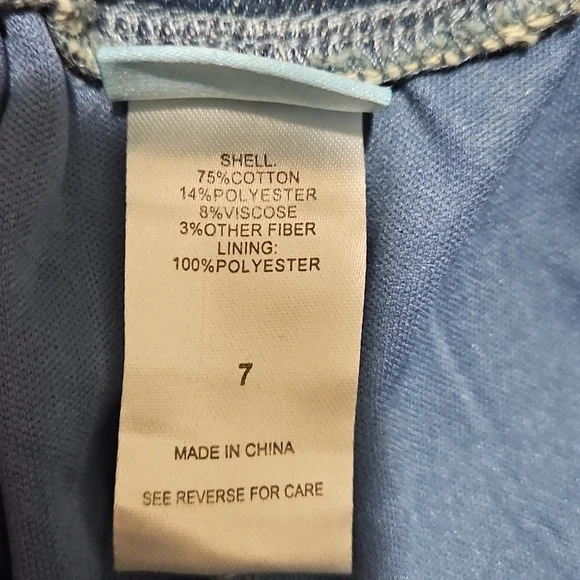 SHELL:
75%COTTON
14%POLYESTER
8%VISCOSE
3%OTHER FIBER
LINING:
100%POLYESTER
7
MADE IN CHINA
SEE REVERSE FOR CARE